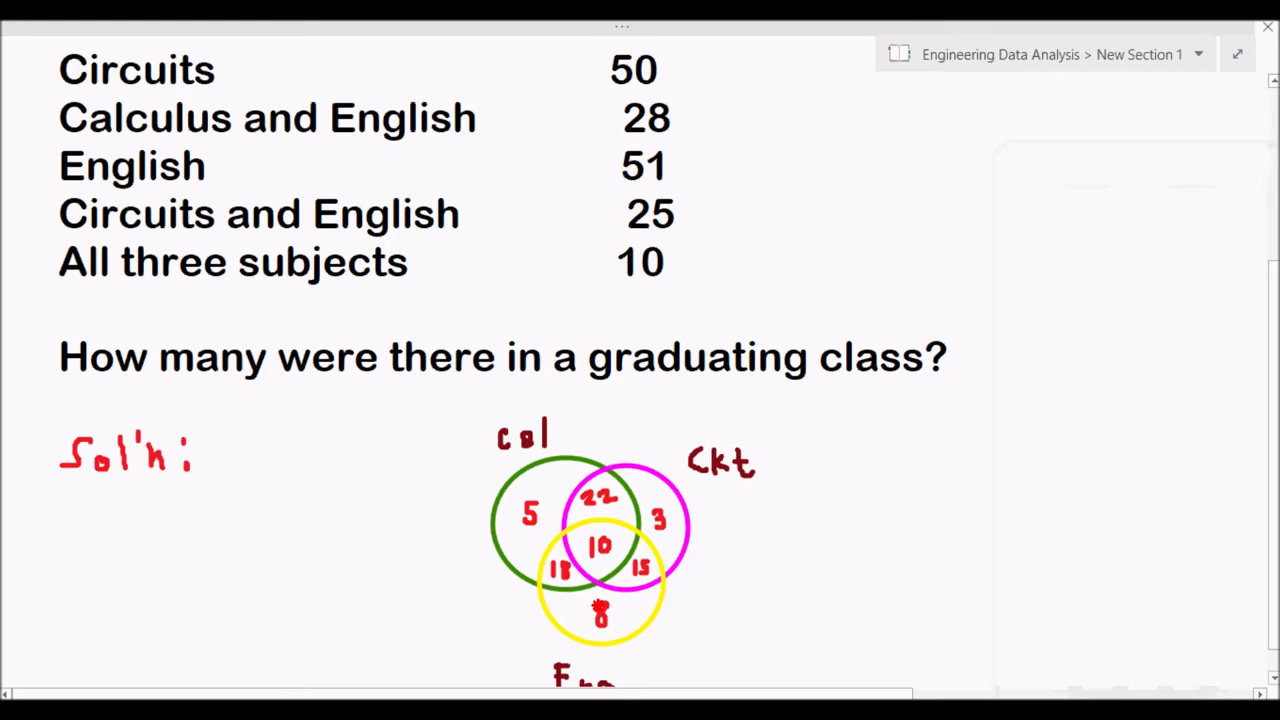 Engineering Data Analysis > New Section 1
Circuits 50
Calculus and English 28
English 51
Circuits and English 25
All three subjects 10
How many were there in a graduating class?
Sol'n :
Cal
Ckt
5
22
3
10
18
15
8